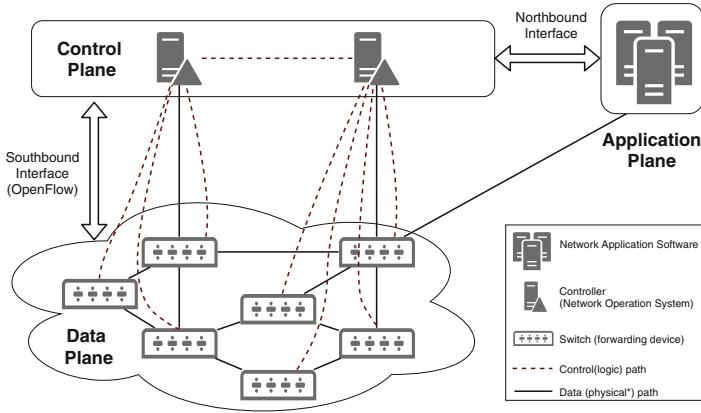 Control
Plane
Northbound
Interface
Application
Plane
Southbound
Interface
(OpenFlow)
Data
Plane
Network Application Software
Controller
(Network Operation System)
Switch (forwarding device)
Control(logic) path
Data (physical*) path